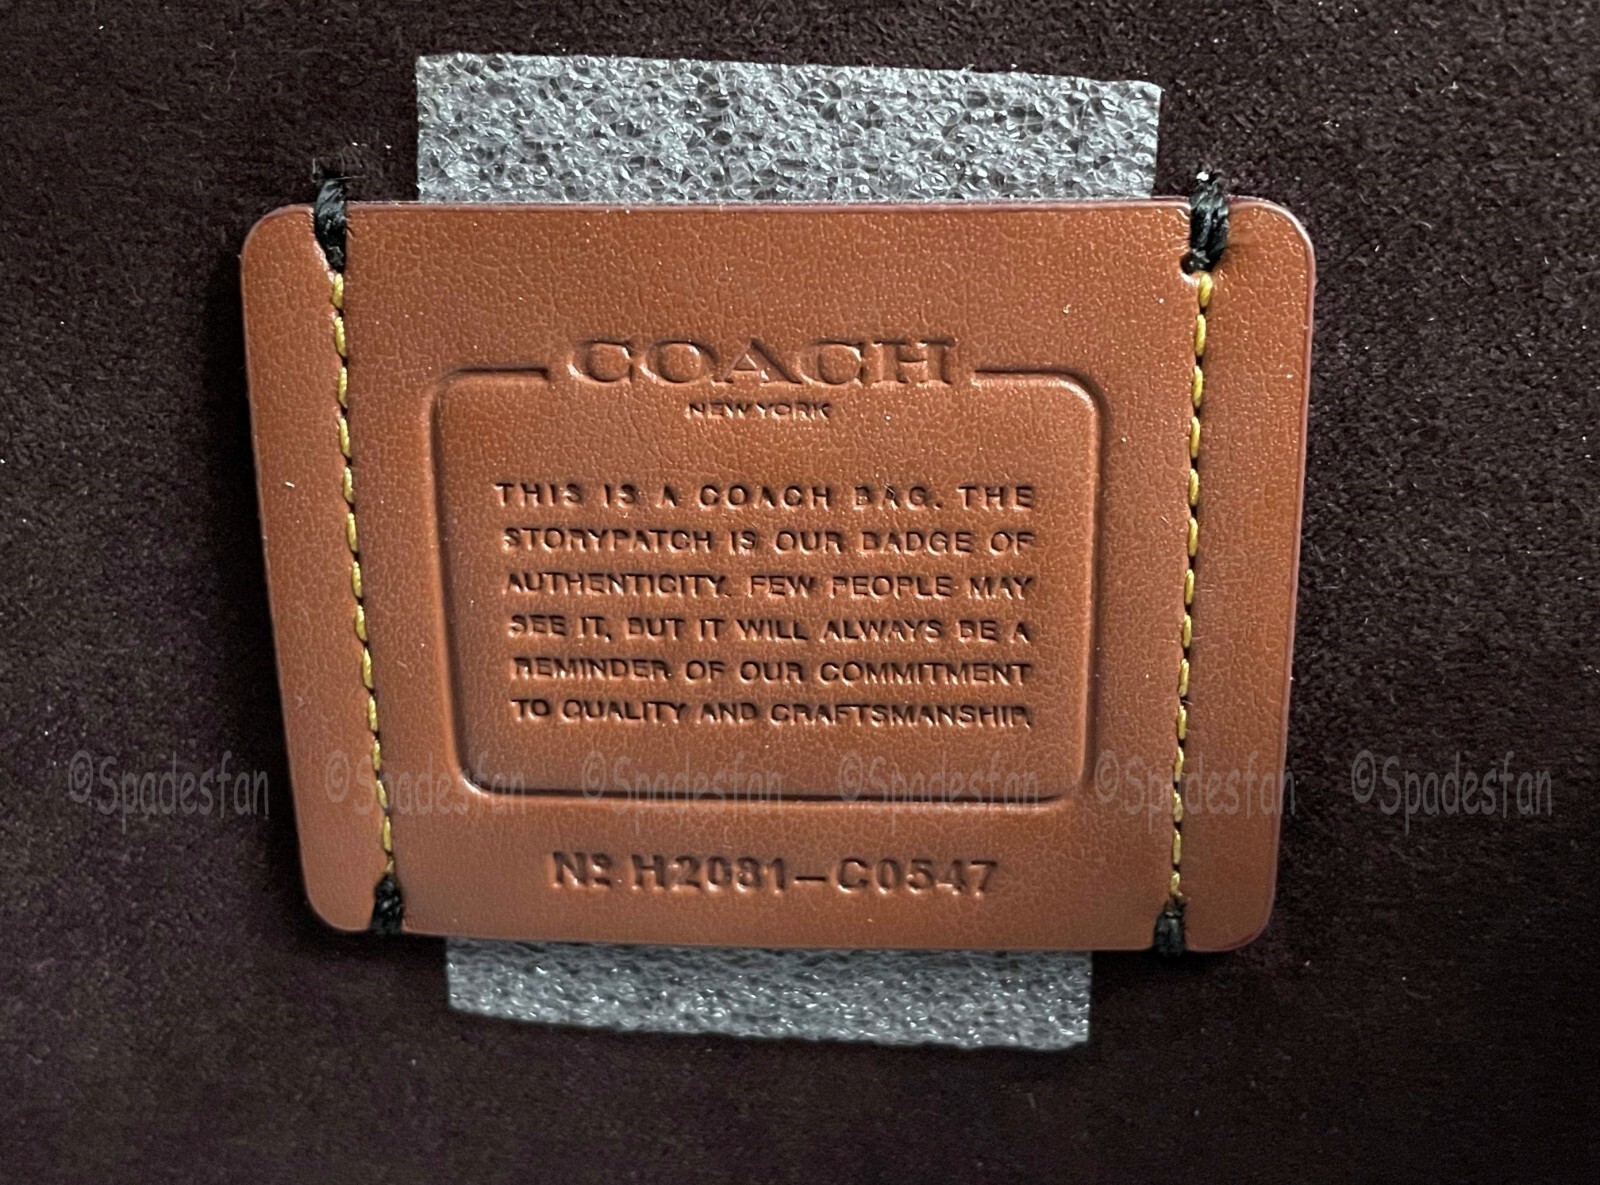 COACH
NEW YORK
THIS IS A COACH BAG. THE
STORYPATCH IS OUR BADGE OF
AUTHENTICITY. FEW PEOPLE MAY
SEE IT, BUT IT WILL ALWAYS BE A
REMINDER OF OUR COMMITMENT
TO QUALITY AND CRAFTSMANSHIP.
©Spadesfan ©Spadesfan ©Spadesfan ©Spadesfan ©Spadesfan ©Spadesfan
Nº H2081-C0547